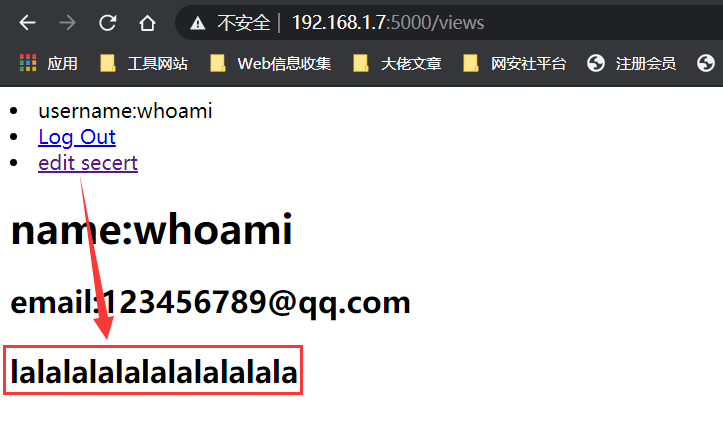 不安全 | 192.168.1.7:5000/views
应用 工具网站 Web信息收集 大佬文章 网安社平台 注册会员
username:whoami
Log Out
edit secert
name:whoami
email:123456789@qq.com
lalalalalalalalalalala